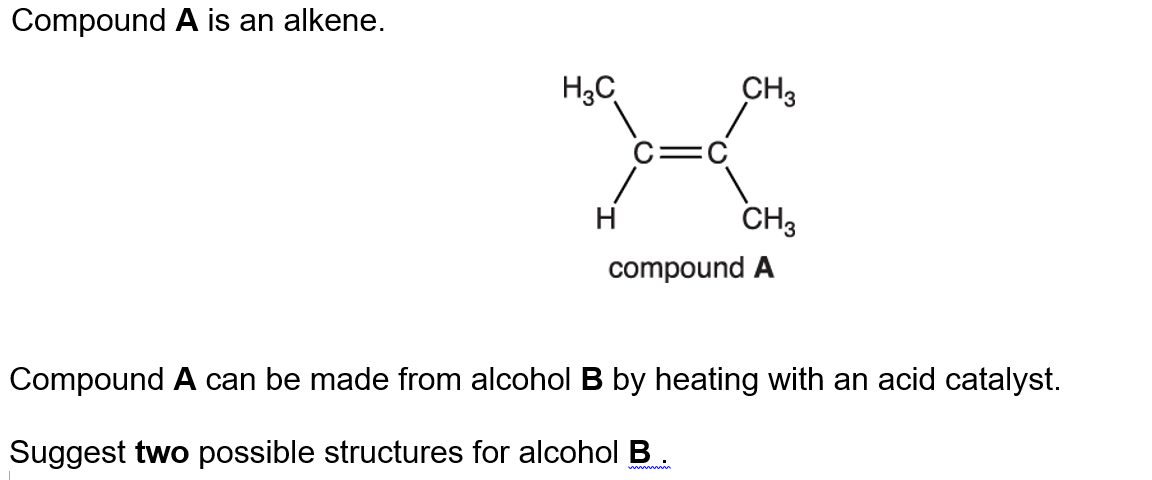 Compound A is an alkene.
H₃C CH₃
C=C
H CH₃
compound A
Compound A can be made from alcohol B by heating with an acid catalyst.
Suggest two possible structures for alcohol B .